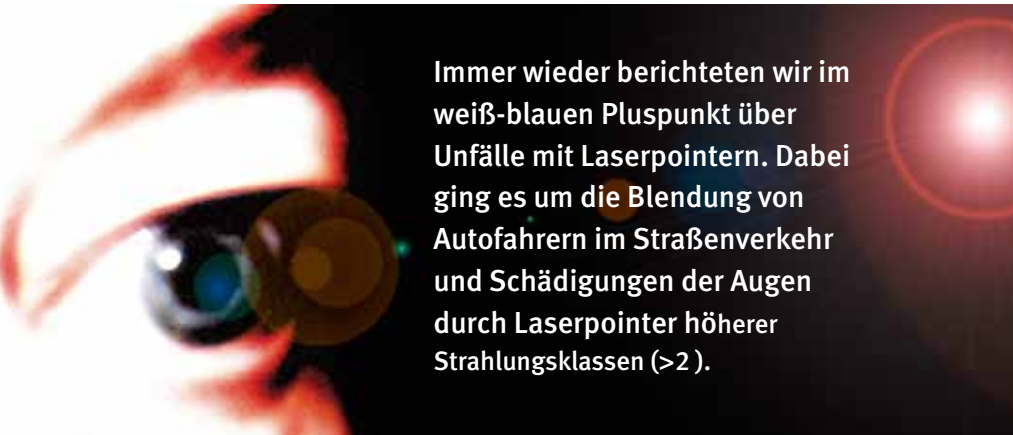 Immer wieder berichteten wir im
weiß-blauen Pluspunkt über
Unfälle mit Laserpointern. Dabei
ging es um die Blendung von
Autofahrern im Straßenverkehr
und Schädigungen der Augen
durch Laserpointer höherer
Strahlungsklassen (>2 ).